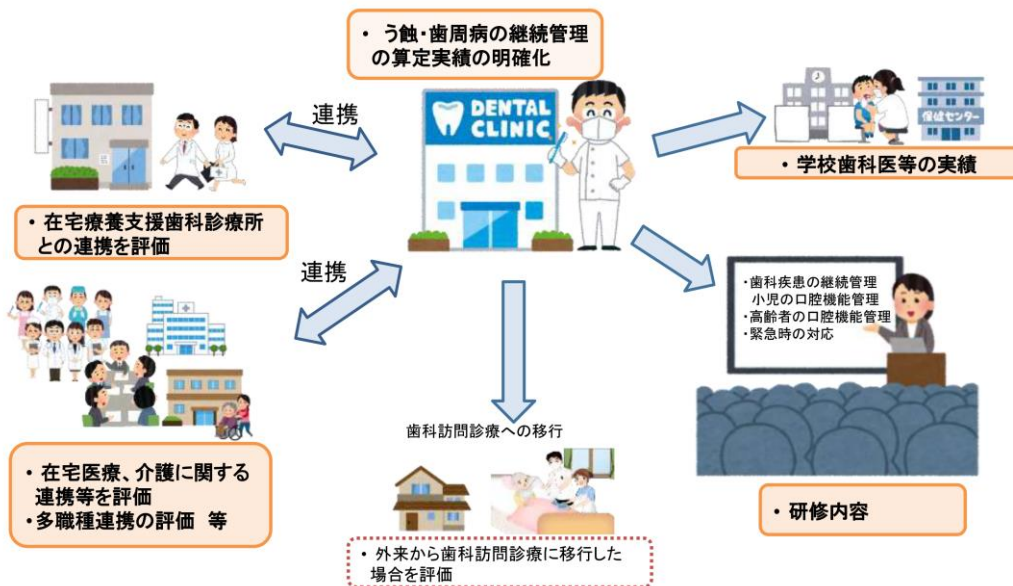 ・ う蝕・歯周病の継続管理
の算定実績の明確化
連携
DENTAL
CLINIC
保健センター
・ 学校歯科医等の実績
・ 在宅療養支援歯科診療所
との連携を評価
連携
・歯科疾患の継続管理
小児の口腔機能管理
・高齢者の口腔機能管理
・緊急時の対応
歯科訪問診療への移行
・ 在宅医療、介護に関する
連携等を評価
・多職種連携の評価 等
・ 研修内容
・ 外来から歯科訪問診療に移行した
場合を評価